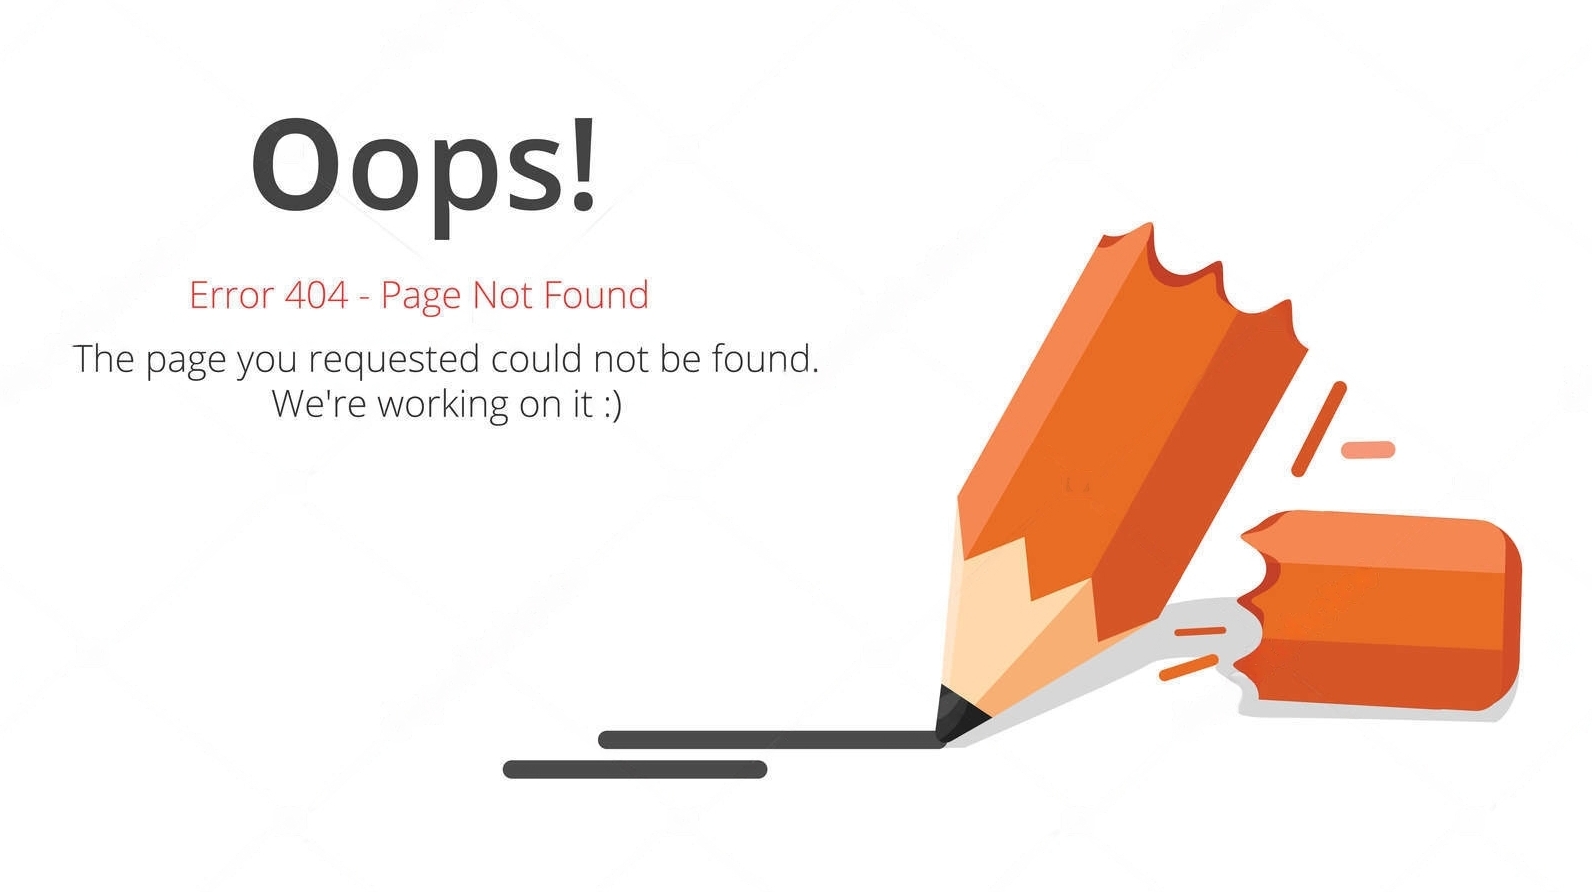 Oops!
Error 404 - Page Not Found
The page you requested could not be found.
We're working on it :)